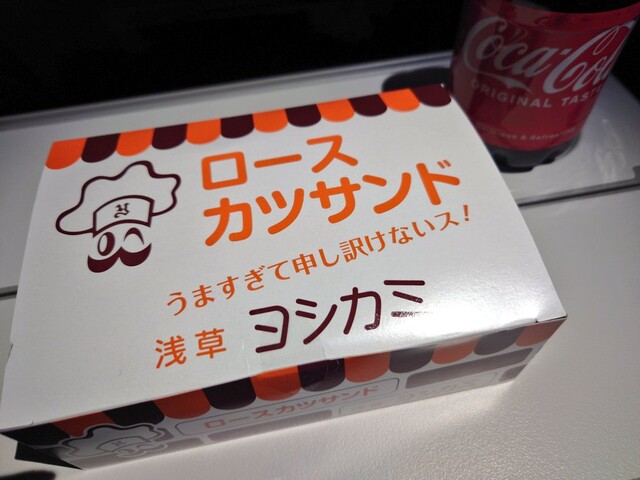 ロース
カツサンド
うますぎて申し訳けないス!
浅草 ヨシカミ
ロースカツサンド
Coca-Cola
ORIGINAL TASTE